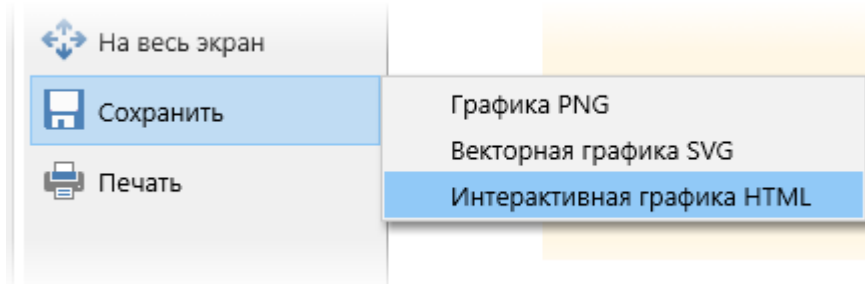 На весь экран
Сохранить
Печать
Графика PNG
Векторная графика SVG
Интерактивная графика HTML